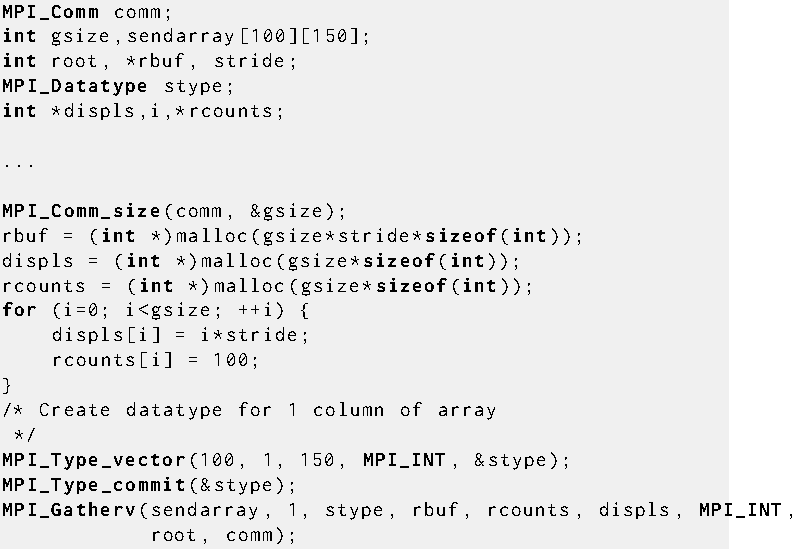 MPI_Comm comm;
int gsize,sendarray[100][150];
int root, *rbuf, stride;
MPI_Datatype stype;
int *displs,i,*rcounts;
...
MPI_Comm_size(comm, &gsize);
rbuf = (int *)malloc(gsize*stride*sizeof(int));
displs = (int *)malloc(gsize*sizeof(int));
rcounts = (int *)malloc(gsize*sizeof(int));
for (i=0; i<gsize; ++i) {
    displs[i] = i*stride;
    rcounts[i] = 100;
}
/* Create datatype for 1 column of array
 */
MPI_Type_vector(100, 1, 150, MPI_INT, &stype);
MPI_Type_commit(&stype);
MPI_Gatherv(sendarray, 1, stype, rbuf, rcounts, displs, MPI_INT,
            root, comm);